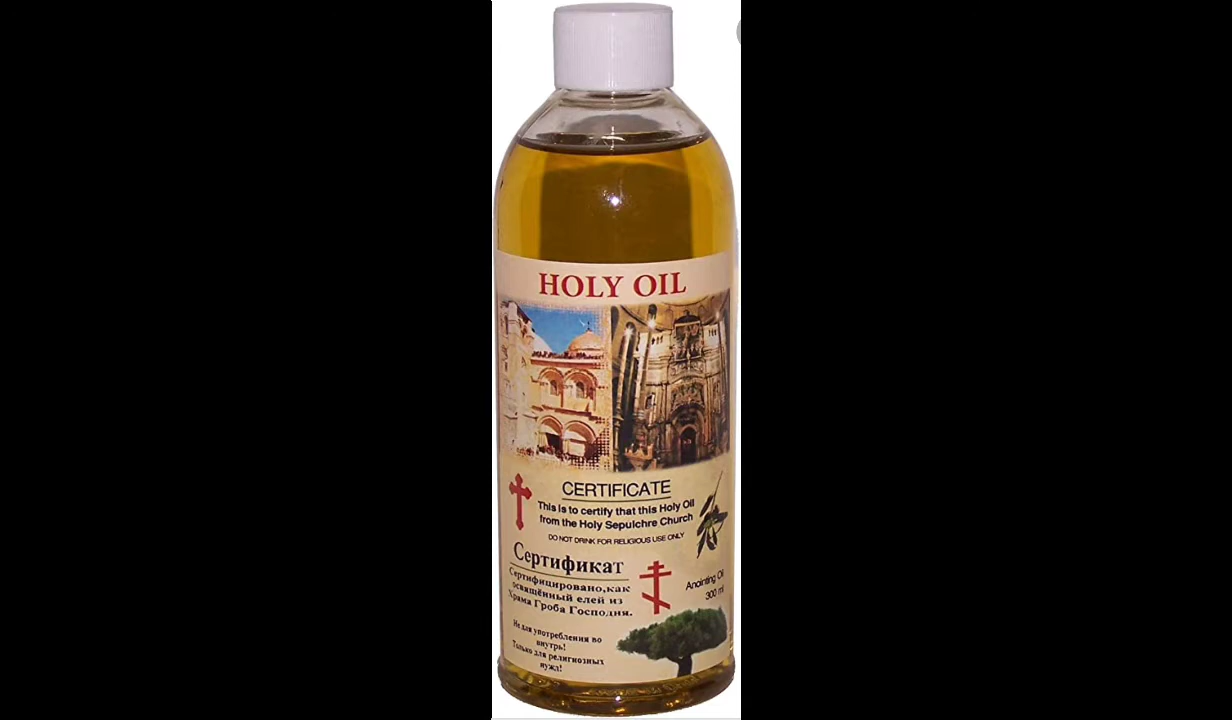 HOLY OIL
CERTIFICATE
This is to certify that this Holy Oil
from the Holy Sepulchre Church
DO NOT DRINK FOR RELIGIOUS USE ONLY
Сертификат
Сертифицировано,как
освящённый елей из
Храма Гроба Господня.
Anointing Oil
300 ml
Не для употребления во
внутрь!
Только для религиозных
нужд!